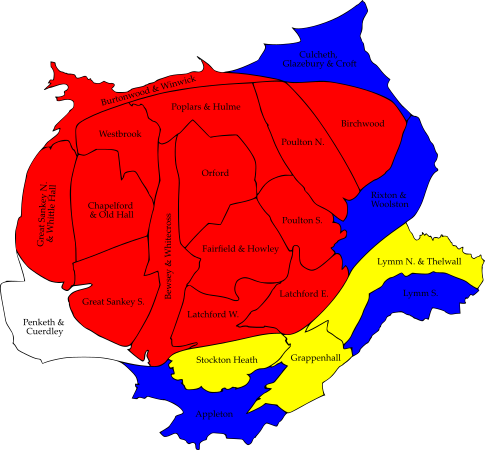 Culcheth,
Glazebury & Croft
Burtonwood & Winwick
Poplars & Hulme
Birchwood
Westbrook
Poulton N.
Orford
Great Sankey N.
& Whittle Hall
Chapelford
& Old Hall
Rixton &
Woolston
Poulton S.
Bewsey & Whitecross
Fairfield & Howley
Lymm N. & Thelwall
Great Sankey S.
Latchford E.
Lymm S.
Latchford W.
Penketh &
Cuerdley
Stockton Heath
Grappenhall
Appleton